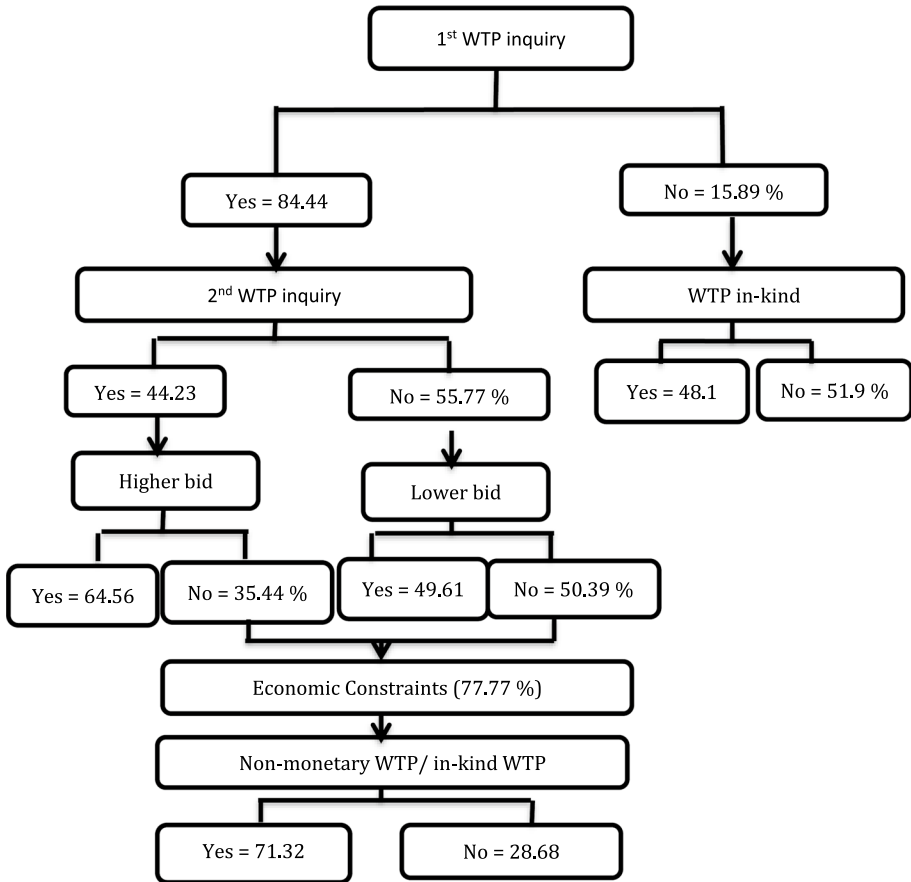 1st WTP inquiry
Yes = 84.44
No = 15.89 %
2nd WTP inquiry
WTP in-kind
Yes = 44.23
No = 55.77 %
Yes = 48.1
No = 51.9 %
Higher bid
Lower bid
Yes = 64.56
No = 35.44 %
Yes = 49.61
No = 50.39 %
Economic Constraints (77.77 %)
Non-monetary WTP/ in-kind WTP
Yes = 71.32
No = 28.68